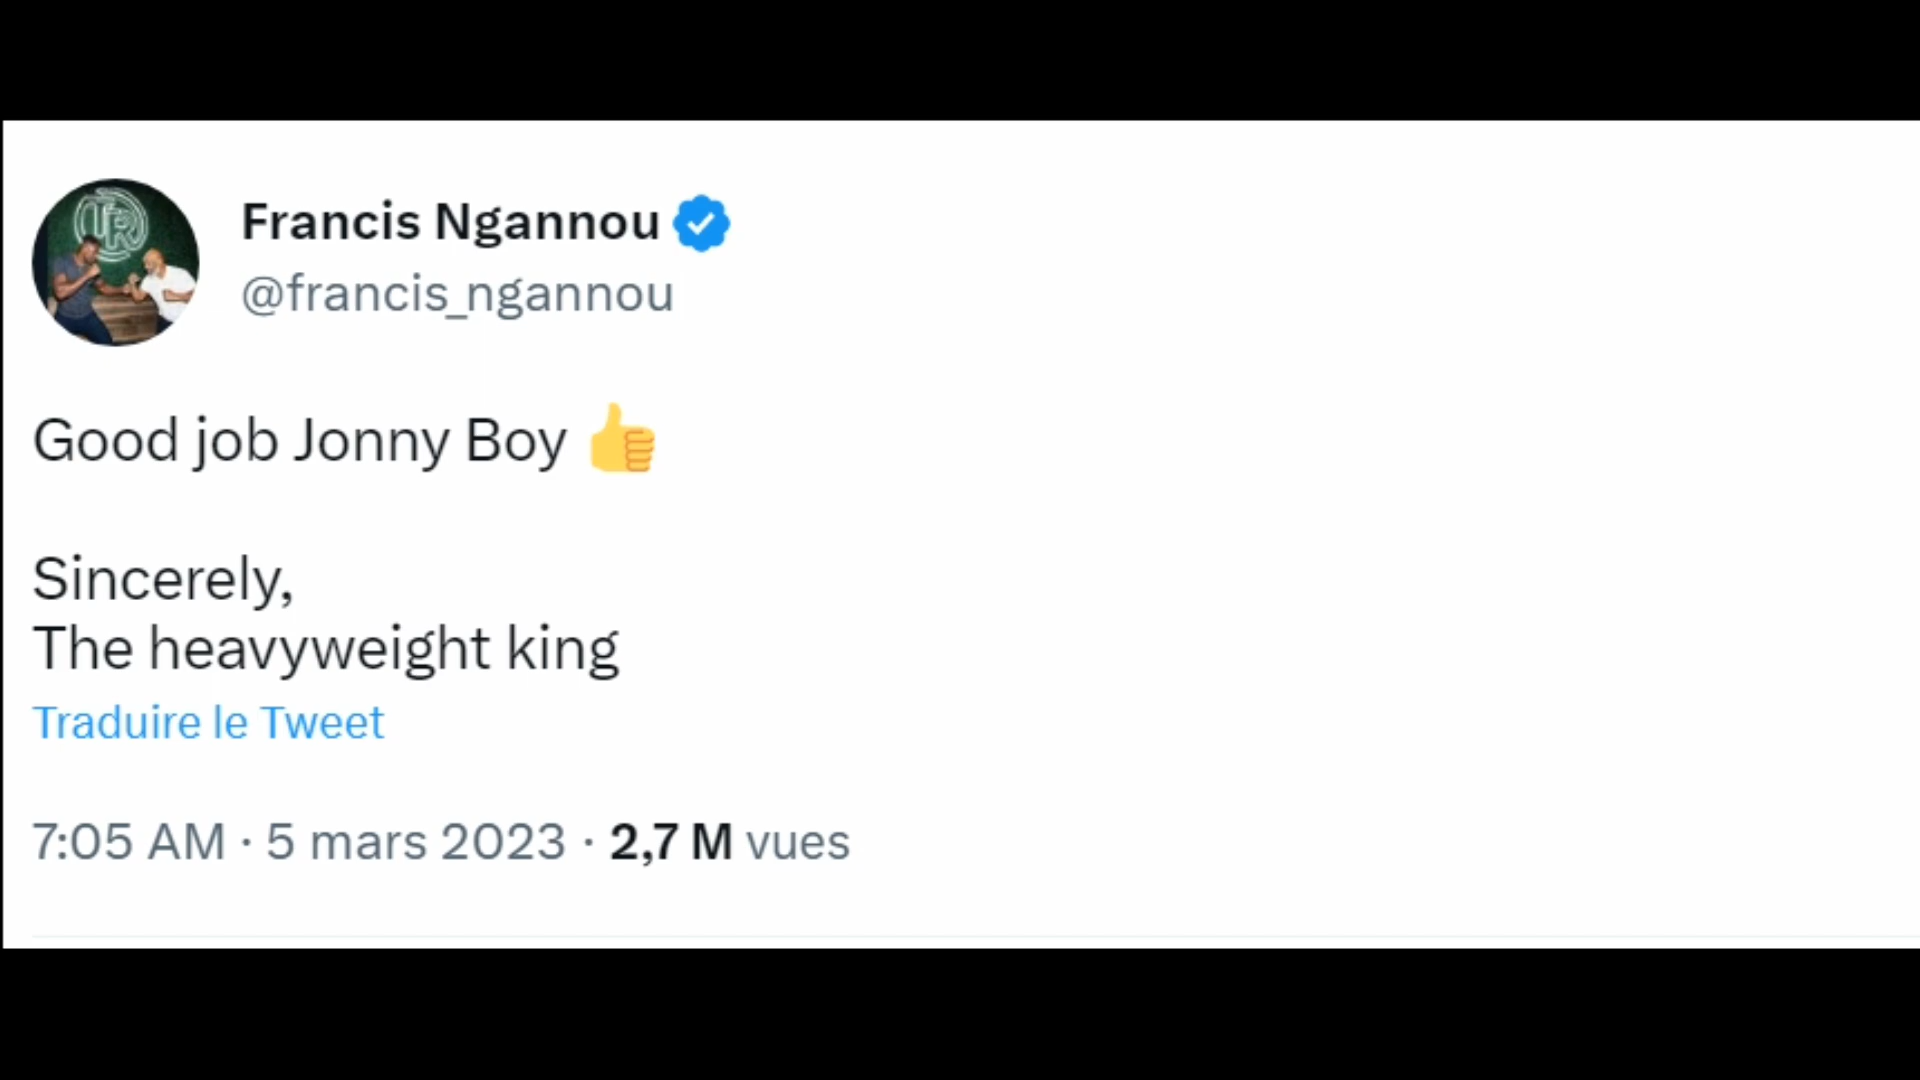 TR
Francis Ngannou
@francis_ngannou
Good job Jonny Boy 👍
Sincerely,
The heavyweight king
Traduire le Tweet
7:05 AM · 5 mars 2023 · 2,7 M vues